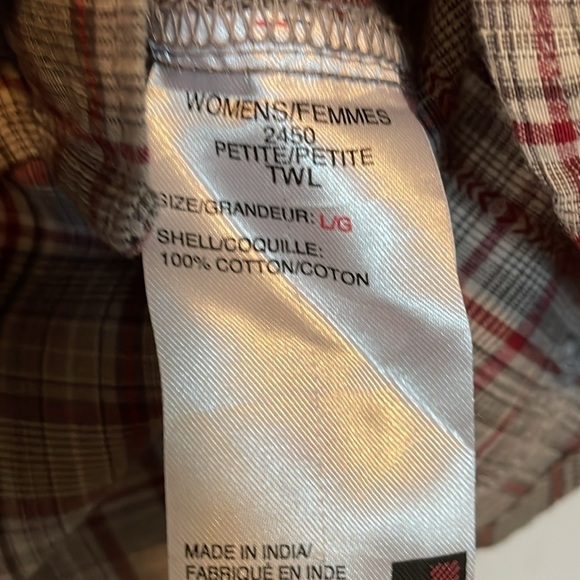 WOMENS/FEMMES
2450
PETITE/PETITE
TWL
SIZE/GRANDEUR: L/G
SHELL/COQUILLE:
100% COTTON/COTON
MADE IN INDIA/
FABRIQUÉ EN INDE